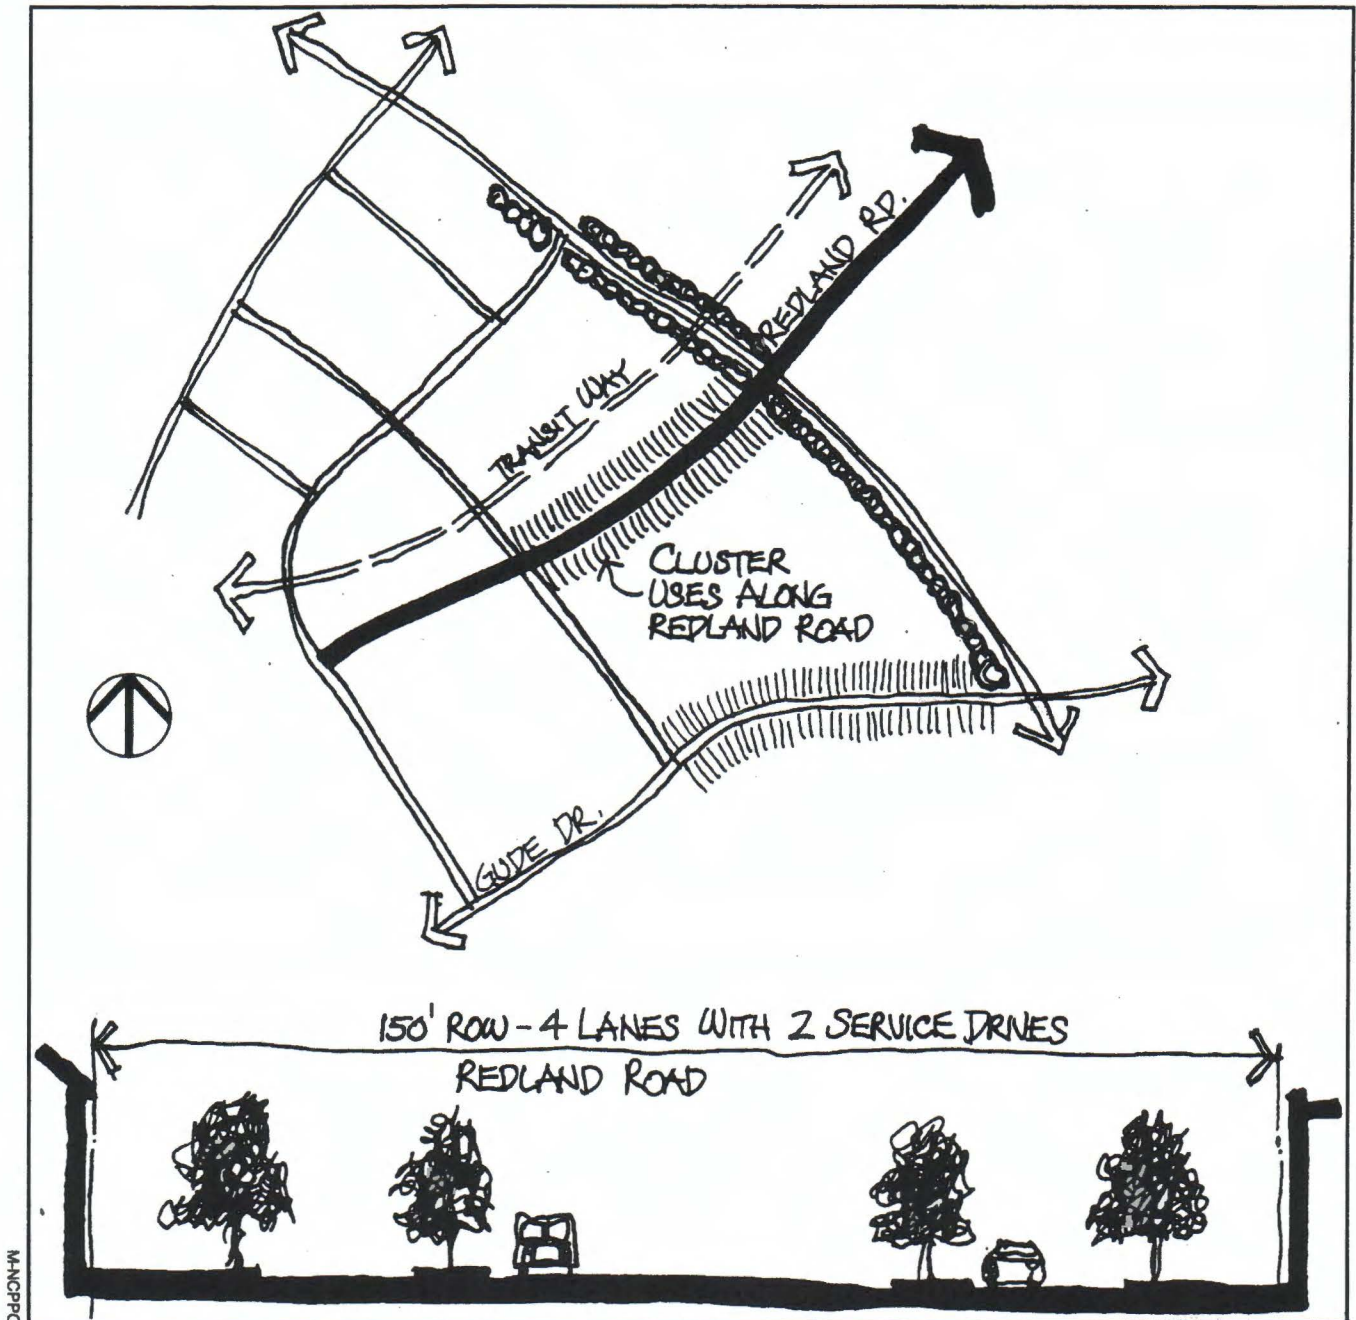 REDLAND RD.
TRANSIT WAY
CLUSTER
USES ALONG
REDLAND ROAD
GUDE DR.
150' ROW - 4 LANES WITH 2 SERVICE DRIVES
REDLAND ROAD
M-NCPPC